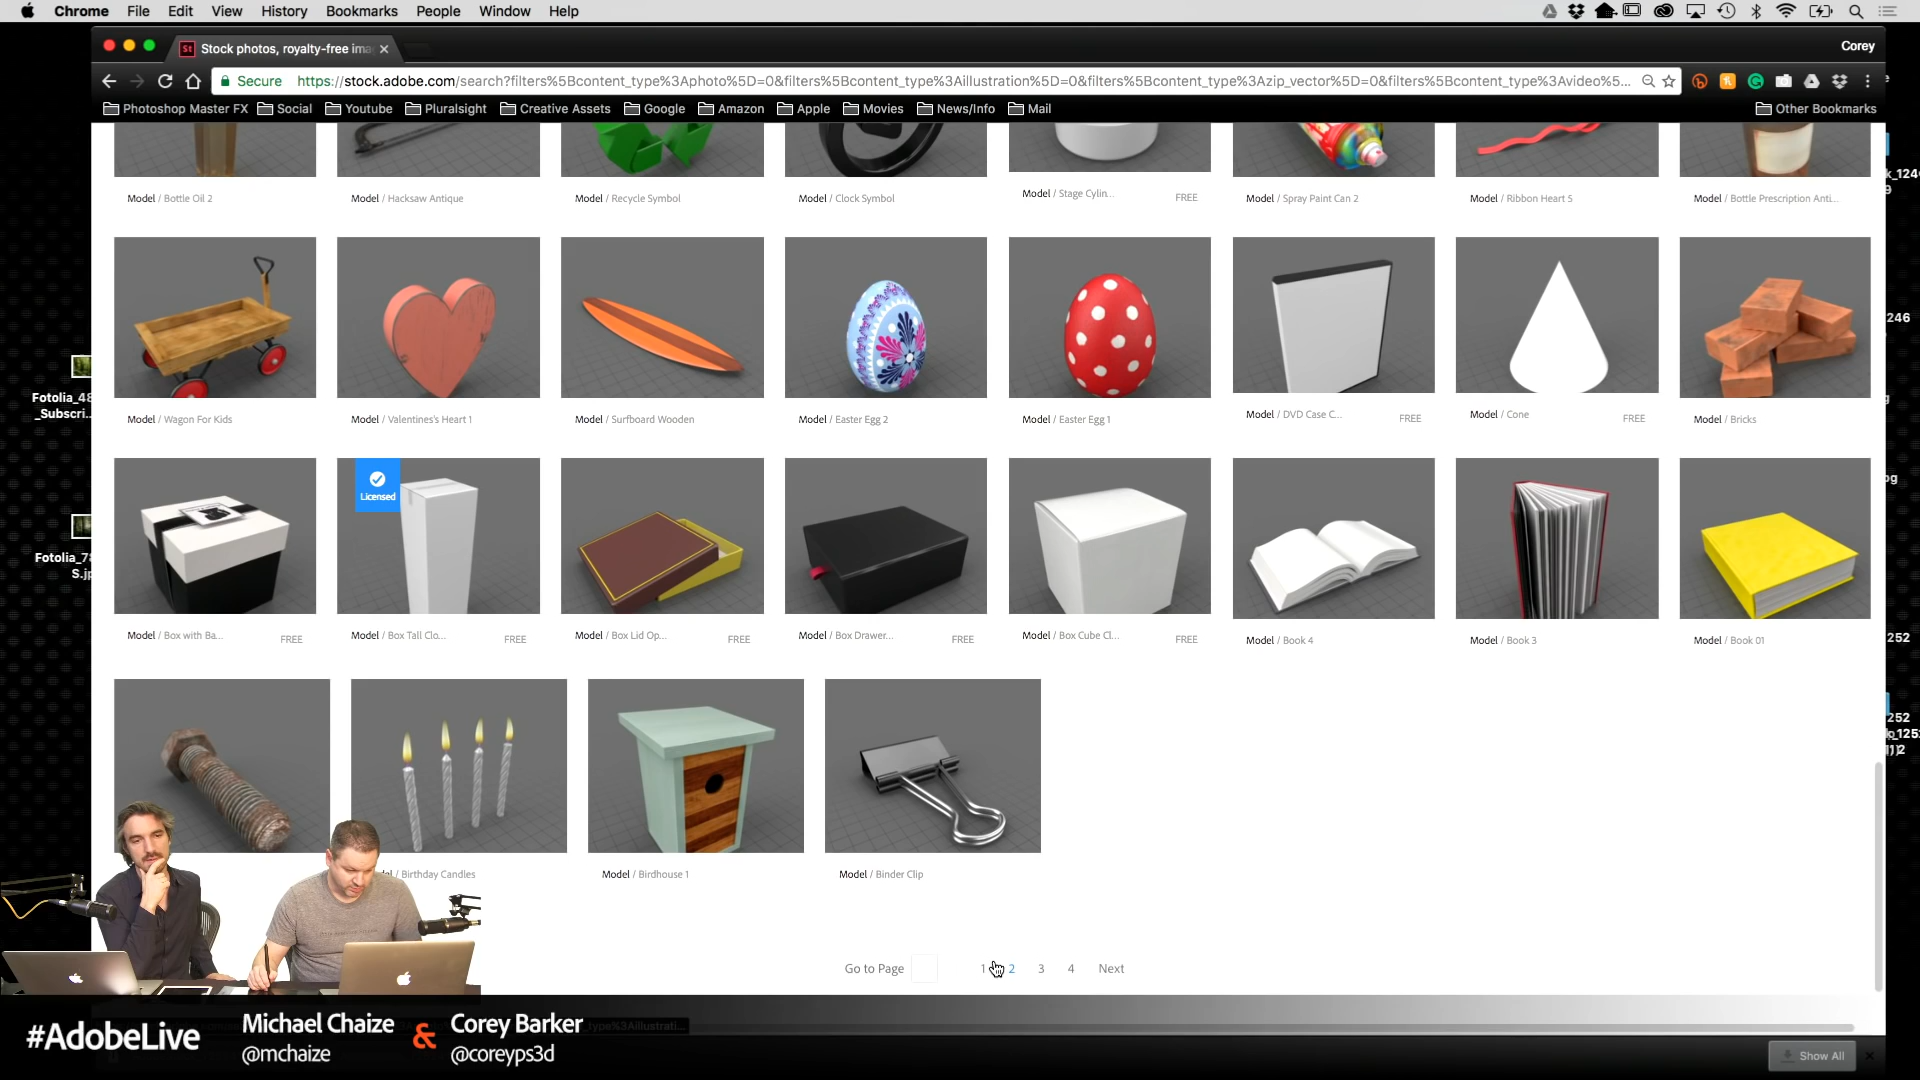 Chrome File Edit View History Bookmarks People Window Help
St Stock photos, royalty-free ima
Corey
Secure https://stock.adobe.com/search?filters%5Bcontent_type%3Aphoto%5D=0&filters%5Bcontent_type%3Aillustration%5D=0&filters%5Bcontent_type%3Azip_vector%5D=0&filters%5Bcontent_type%3Avideo%5...
Photoshop Master FX Social Youtube Pluralsight Creative Assets Google Amazon Apple Movies News/Info Mail Other Bookmarks
Model / Bottle Oil 2
Model / Hacksaw Antique
Model / Recycle Symbol
Model / Clock Symbol
Model / Stage Cylin... FREE
Model / Spray Paint Can 2
Model / Ribbon Heart 5
Model / Bottle Prescription Anti...
Model / Wagon For Kids
Model / Valentines's Heart 1
Model / Surfboard Wooden
Model / Easter Egg 2
Model / Easter Egg 1
Model / DVD Case C... FREE
Model / Cone FREE
Model / Bricks
Fotolia_48
_Subscri..
Licensed
Model / Box with Ba... FREE
Model / Box Tall Clo... FREE
Model / Box Lid Op... FREE
Model / Box Drawer... FREE
Model / Box Cube Cl... FREE
Model / Book 4
Model / Book 3
Model / Book 01
Fotolia_78
S.jp
246
252
252
/ Birthday Candles
Model / Birdhouse 1
Model / Binder Clip
Go to Page 1 2 3 4 Next
#AdobeLive
Michael Chaize
@mchaize
&
Corey Barker
@coreyps3d
Show All